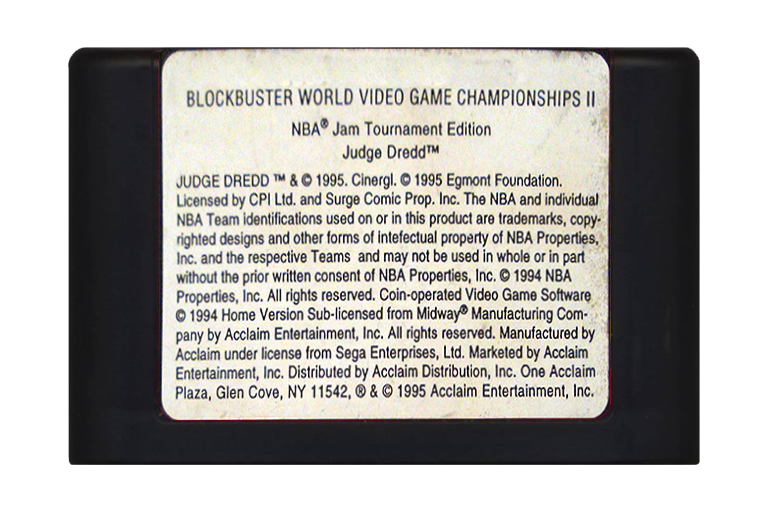 BLOCKBUSTER WORLD VIDEO GAME CHAMPIONSHIPS II
NBA® Jam Tournament Edition
Judge Dredd™
JUDGE DREDD ™ & © 1995. Cinergl. © 1995 Egmont Foundation.
Licensed by CPI Ltd. and Surge Comic Prop. Inc. The NBA and individual
NBA Team identifications used on or in this product are trademarks, copy-
righted designs and other forms of intefectual property of NBA Properties,
Inc. and the respective Teams and may not be used in whole or in part
without the prior written consent of NBA Properties, Inc. © 1994 NBA
Properties, Inc. All rights reserved. Coin-operated Video Game Software
© 1994 Home Version Sub-licensed from Midway® Manufacturing Com-
pany by Acclaim Entertainment, Inc. All rights reserved. Manufactured by
Acclaim under license from Sega Enterprises, Ltd. Marketed by Acclaim
Entertainment, Inc. Distributed by Acclaim Distribution, Inc. One Acclaim
Plaza, Glen Cove, NY 11542, ® & © 1995 Acclaim Entertainment, Inc.